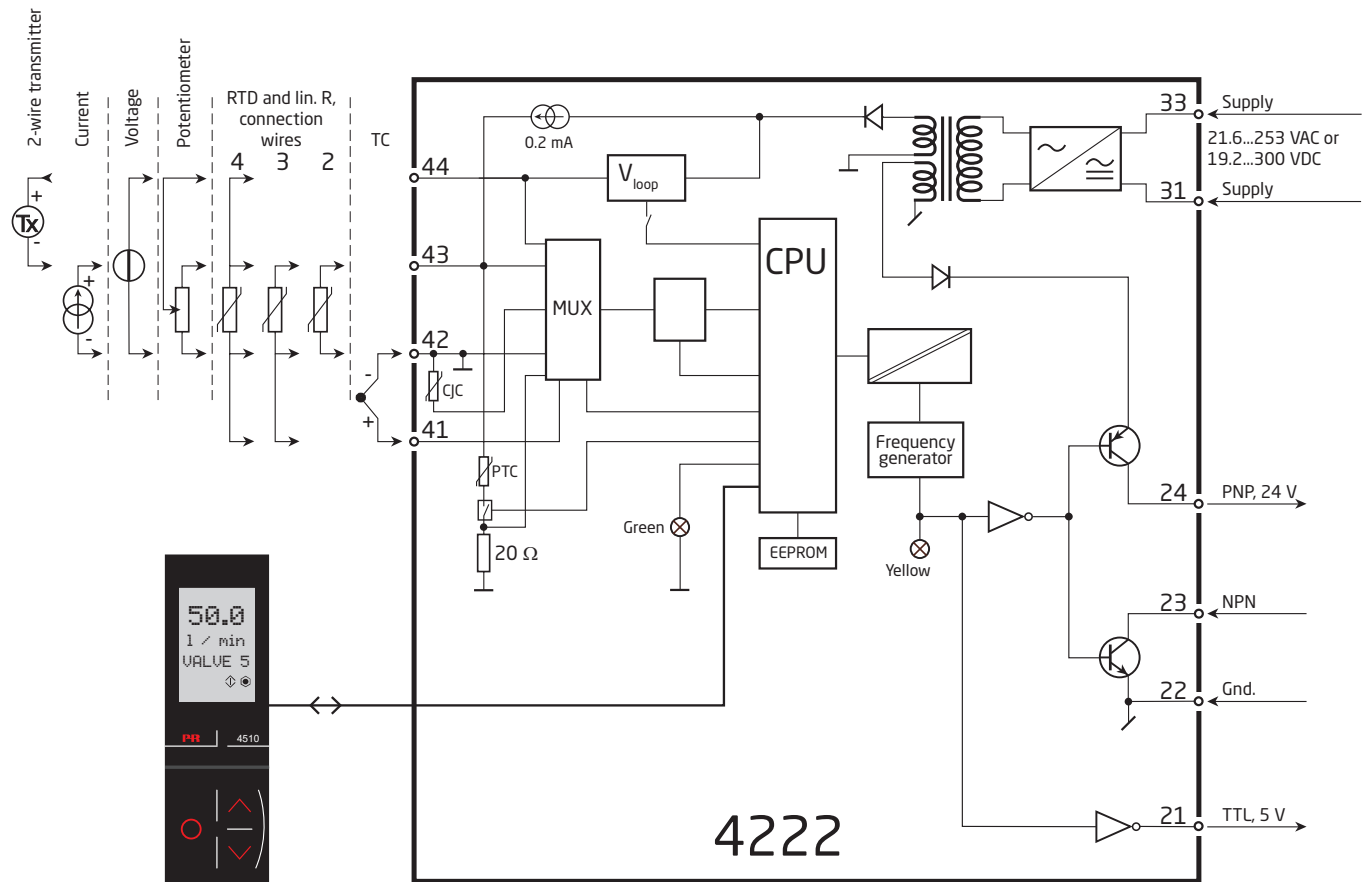 2-wire transmitter
Current
Voltage
Potentiometer
RTD and lin. R,
connection
wires
4 3 2
TC
+
Tx
-
+
-
-
+
44
43
42
41
0.2 mA
V loop
CPU
MUX
CJC
PTC
20 Ω
Green
EEPROM
Frequency
generator
Yellow
33
Supply
21.6...253 VAC or
19.2...300 VDC
31
Supply
24
PNP, 24 V
23
NPN
22
Gnd.
21
TTL, 5 V
4222
50.0
l / min
VALVE 5
PR
4510